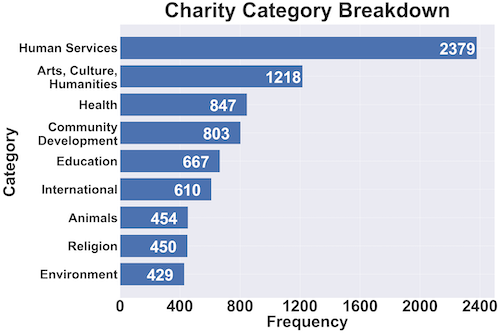 Charity Category Breakdown
Category
Human Services
2379
Arts, Culture,
Humanities
1218
Health
847
Community
Development
803
Education
667
International
610
Animals
454
Religion
450
Environment
429
0 400 800 1200 1600 2000 2400
Frequency